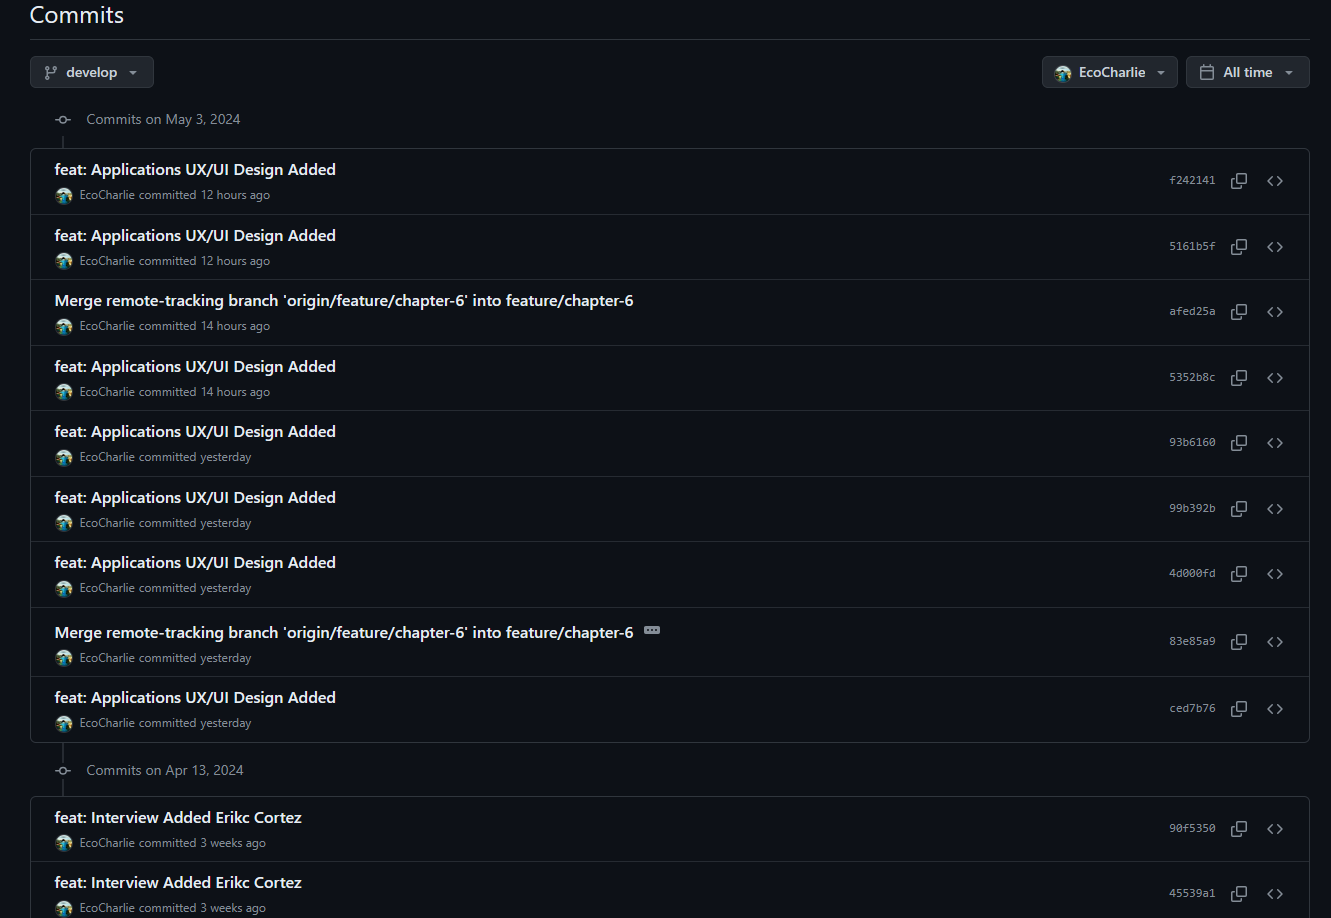 Commits
develop
EcoCharlie
All time
Commits on May 3, 2024
feat: Applications UX/UI Design Added
f242141
EcoCharlie committed 12 hours ago
feat: Applications UX/UI Design Added
5161b5f
EcoCharlie committed 12 hours ago
Merge remote-tracking branch 'origin/feature/chapter-6' into feature/chapter-6
afed25a
EcoCharlie committed 14 hours ago
feat: Applications UX/UI Design Added
5352b8c
EcoCharlie committed 14 hours ago
feat: Applications UX/UI Design Added
93b6160
EcoCharlie committed yesterday
feat: Applications UX/UI Design Added
99b392b
EcoCharlie committed yesterday
feat: Applications UX/UI Design Added
4d000fd
EcoCharlie committed yesterday
Merge remote-tracking branch 'origin/feature/chapter-6' into feature/chapter-6
83e85a9
EcoCharlie committed yesterday
feat: Applications UX/UI Design Added
ced7b76
EcoCharlie committed yesterday
Commits on Apr 13, 2024
feat: Interview Added Erikc Cortez
90f5350
EcoCharlie committed 3 weeks ago
feat: Interview Added Erikc Cortez
45539a1
EcoCharlie committed 3 weeks ago